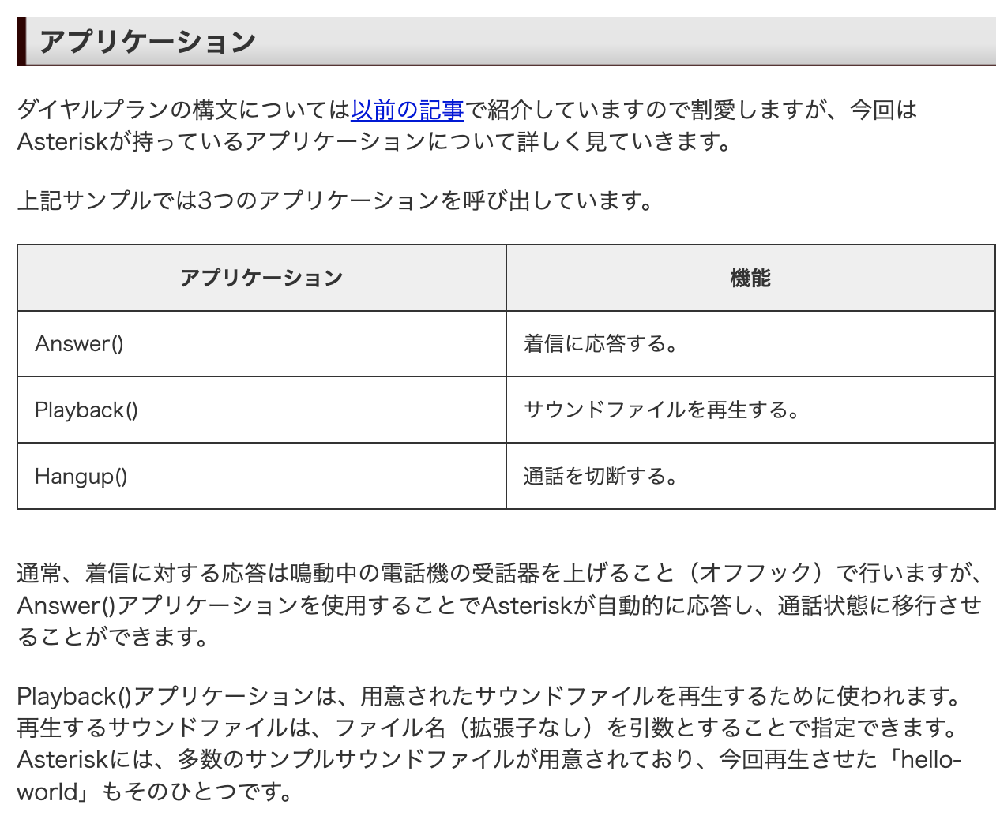 アプリケーション
ダイヤルプランの構文については以前の記事で紹介していますので割愛しますが、今回は
Asteriskが持っているアプリケーションについて詳しく見ていきます。
上記サンプルでは3つのアプリケーションを呼び出しています。
アプリケーション 機能
Answer() 着信に応答する。
Playback() サウンドファイルを再生する。
Hangup() 通話を切断する。
通常、着信に対する応答は鳴動中の電話機の受話器を上げること（オフフック）で行いますが、
Answer()アプリケーションを使用することでAsteriskが自動的に応答し、通話状態に移行させ
ることができます。
Playback()アプリケーションは、用意されたサウンドファイルを再生するために使われます。
再生するサウンドファイルは、ファイル名（拡張子なし）を引数とすることで指定できます。
Asteriskには、多数のサンプルサウンドファイルが用意されており、今回再生させた「hello-
world」もそのひとつです。